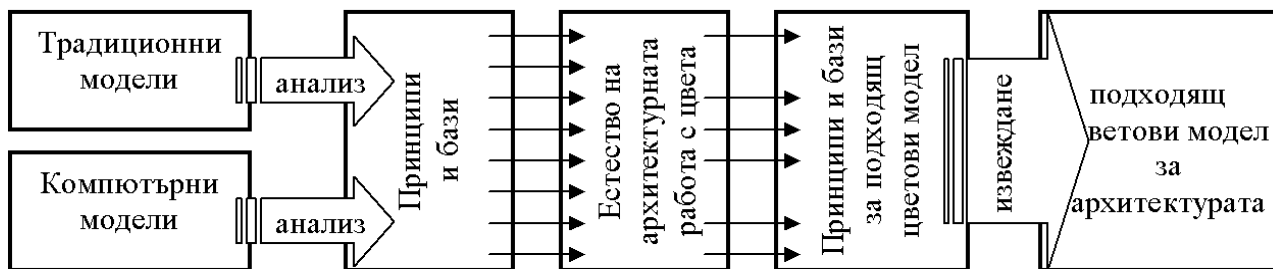 Традиционни
модели
анализ
Компютърни
модели
анализ
Принципи
и бази
Естество на
архитектурната
работа с цвета
Принципи и бази
за подходящ
цветови модел
извеждане
подходящ
ветови модел
за
архитектурата